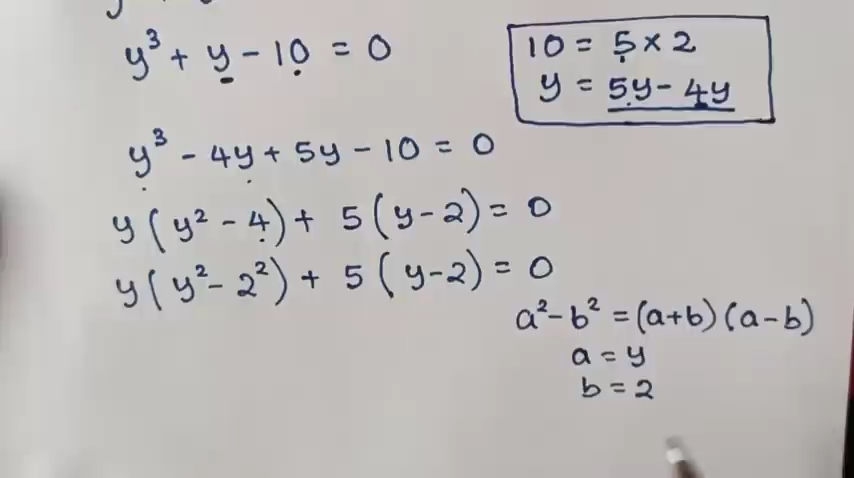 y³ + y - 10 = 0
10 = 5 × 2
y = 5y - 4y
y³ - 4y + 5y - 10 = 0
y(y² - 4) + 5(y - 2) = 0
y(y² - 2²) + 5(y - 2) = 0
a² - b² = (a+b)(a-b)
a = y
b = 2